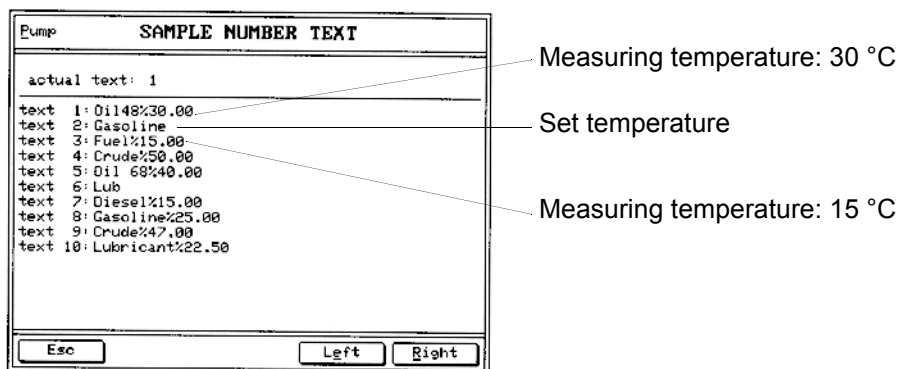 Pump SAMPLE NUMBER TEXT
actual text: 1
text 1:Oil48%30.00
text 2:Gasoline
text 3:Fuel%15.00
text 4:Crude%50.00
text 5:Oil 68%40.00
text 6:Lub
text 7:Diesel%15.00
text 8:Gasoline%25.00
text 9:Crude%47.00
text 10:Lubricant%22.50
Esc Left Right
Measuring temperature: 30 °C
Set temperature
Measuring temperature: 15 °C